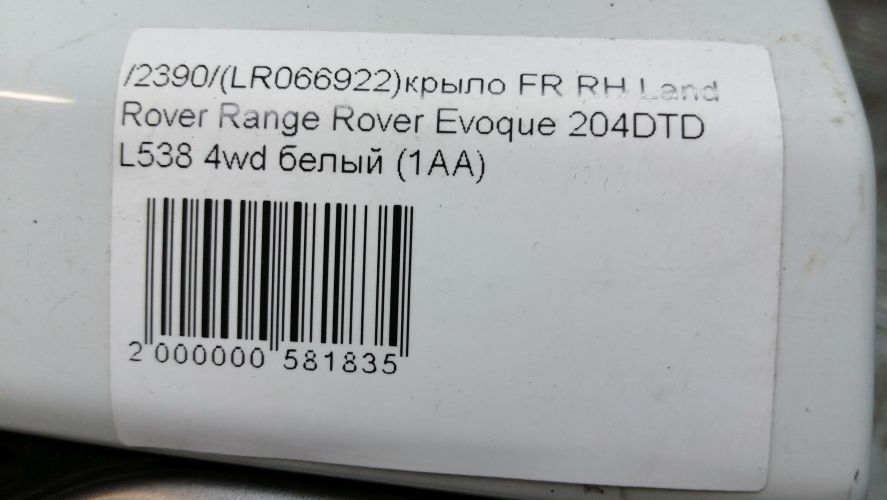 /2390/(LR066922)крыло FR RH Land
Rover Range Rover Evoque 204DTD
L538 4wd белый (1AA)
2 000000 581835